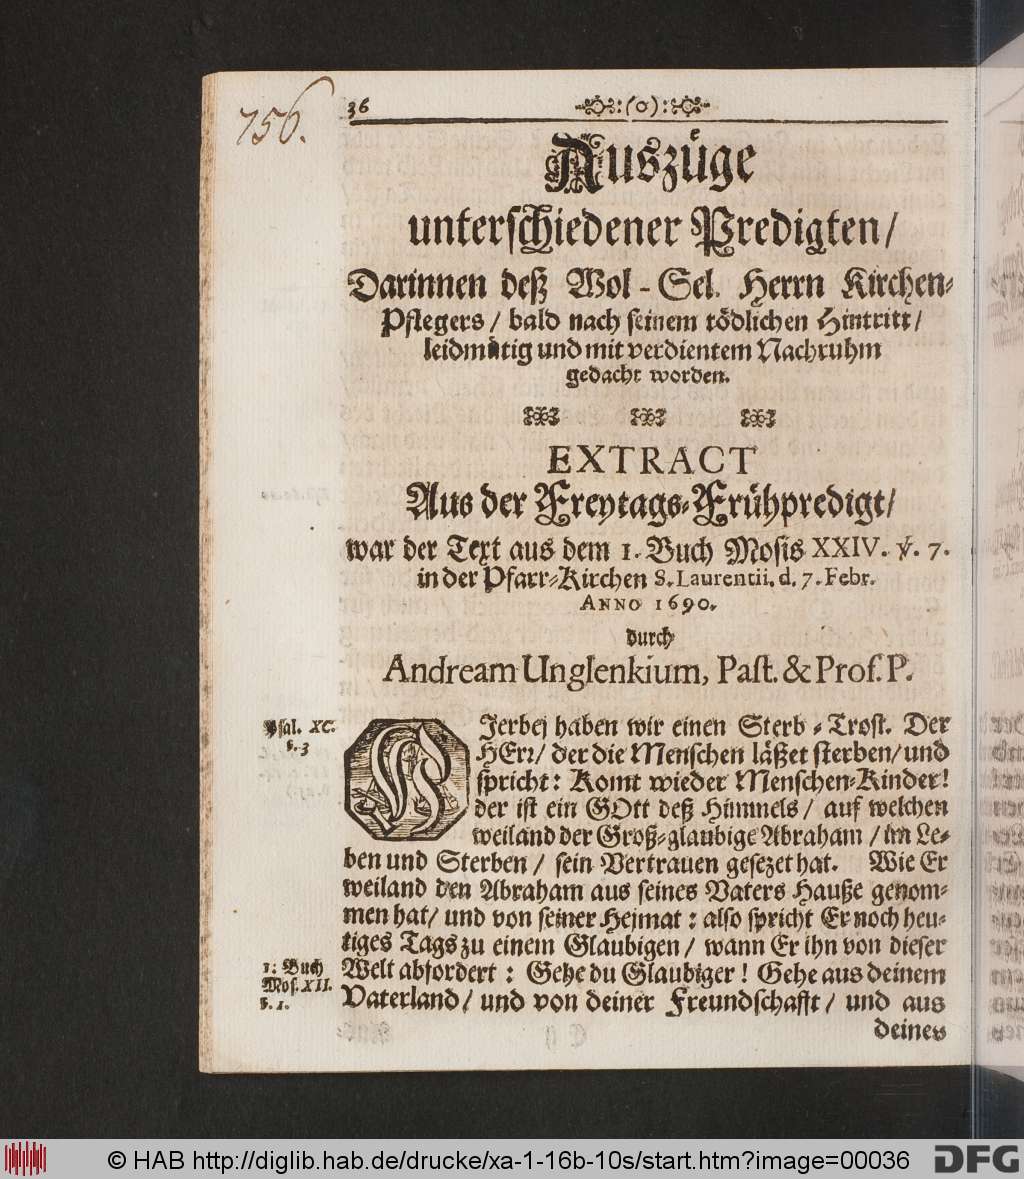 756.
36 :(o):
Auszüge
unterschiedener Predigten/
Darinnen deß Wol-Sel. Herrn Kirchen-
Pflegers/ bald nach seinem tödlichen Hintritt/
leidmütig und mit verdientem Nachruhm
gedacht worden.
EXTRACT
Aus der Freytags-Frühpredigt/
war der Text aus dem 1. Buch Mosis XXIV. ℣. 7.
in der Pfarr-Kirchen S. Laurentii, d. 7. Febr.
ANNO 1690.
durch
Andream Unglenkium, Past. & Prof. P.
Psal. XC.
℣. 3
HJerbej haben wir einen Sterb-Trost. Der
HErr/ der die Menschen lässet sterben/ und
spricht: Komt wieder Menschen-Kinder!
der ist ein GOtt deß Himmels/ auf welchen
weiland der Groß-glaubige Abraham/ im Le-
ben und Sterben/ sein Vertrauen gesezet hat. Wie Er
weiland den Abraham aus seines Vaters Hauße genom-
men hat/ und von seiner Hejmat: also spricht Er noch heu-
tiges Tags zu einem Glaubigen/ wann Er ihn von dieser
1. Buch
Mos. XII.
℣. 1.
Welt abfordert: Gehe du Glaubiger! Gehe aus deinem
Vaterland/ und von deiner Freundschafft/ und aus
deines
© HAB http://diglib.hab.de/drucke/xa-1-16b-10s/start.htm?image=00036
DFG